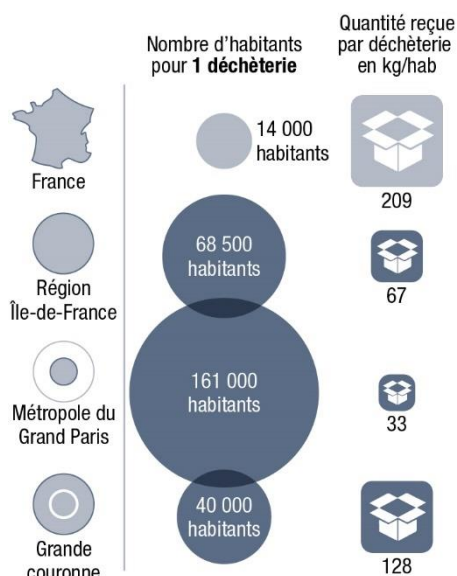 Nombre d'habitants
pour 1 déchèterie
Quantité reçue
par déchèterie
en kg/hab
France
14 000
habitants
209
Région
Île-de-France
68 500
habitants
67
Métropole du
Grand Paris
161 000
habitants
33
Grande
couronne
40 000
habitants
128